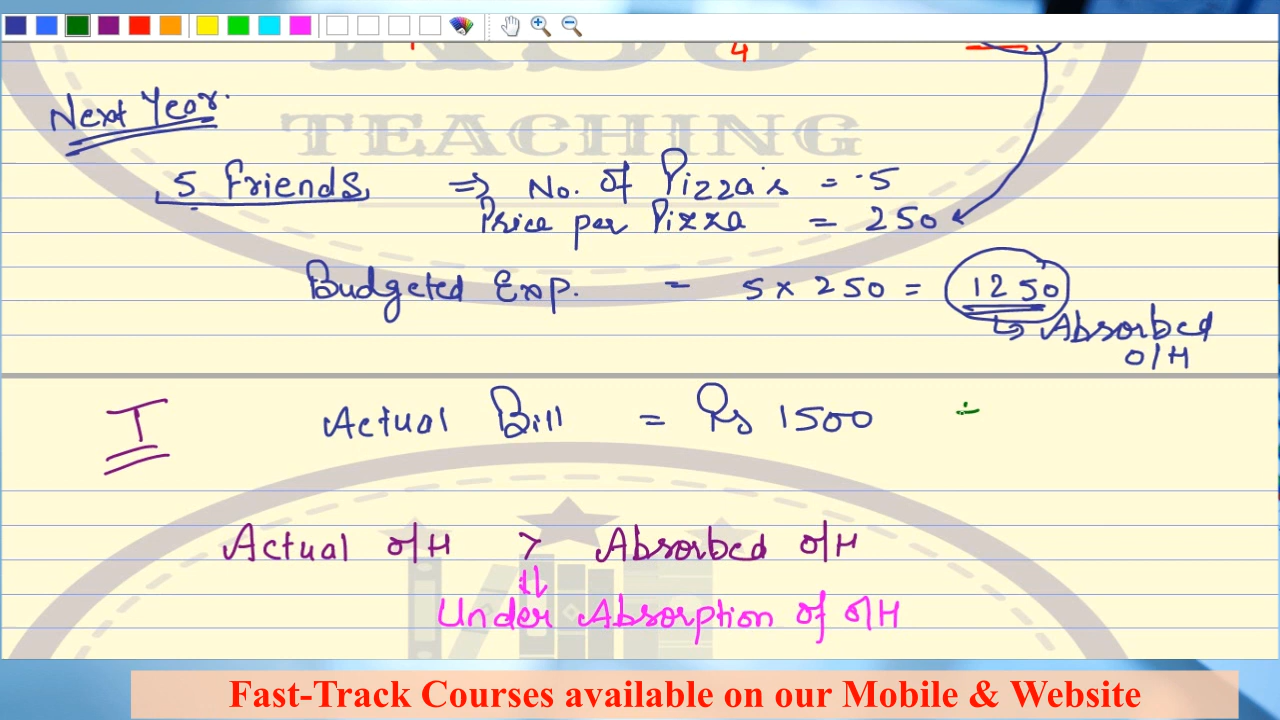 4
TEACHING
Next Year.
5 Friends ⇒ No. of Pizza's = 5
Price per Pizza = 250
Budgeted Exp. = 5 x 250 = 1250
↳ Absorbed
O/H
I Actual Bill = Rs 1500 ÷
Actual O/H > Absorbed O/H
⇓
Under Absorption of O/H
Fast-Track Courses available on our Mobile & Website